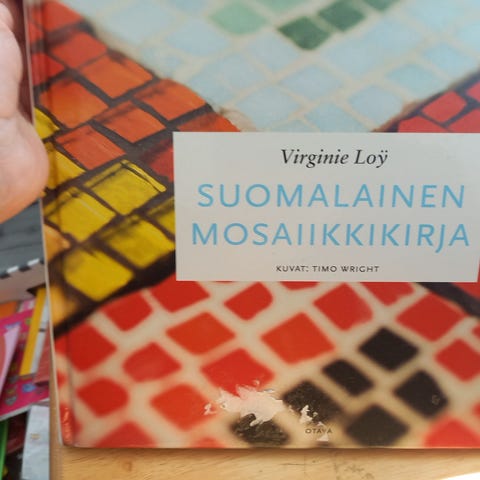 Virginie Loÿ
SUOMALAINEN
MOSAIIKKIKIRJA
KUVAT: TIMO WRIGHT
OTAVA